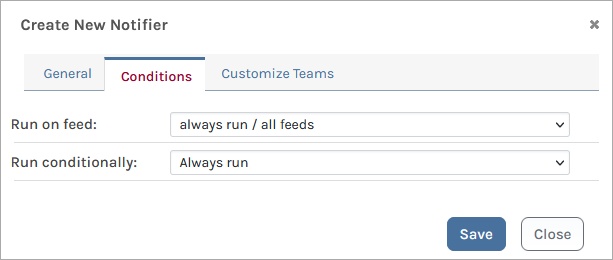 Create New Notifier ✖
General Conditions Customize Teams
Run on feed: always run / all feeds
Run conditionally: Always run
Save Close